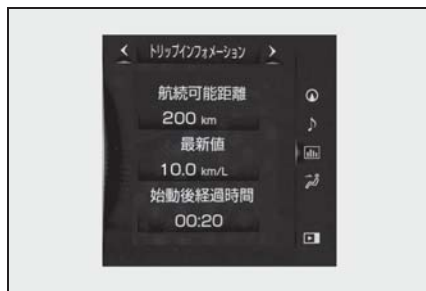 トリップインフォメーション
航続可能距離
200 km
最新値
10.0 km/L
始動後経過時間
00:20